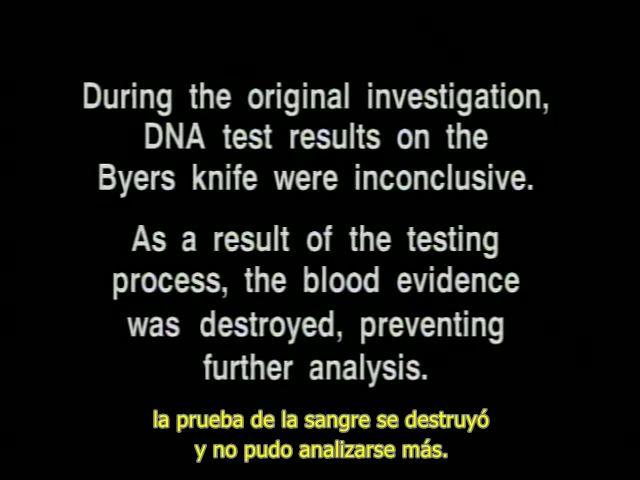 During the original investigation,
DNA test results on the
Byers knife were inconclusive.
As a result of the testing
process, the blood evidence
was destroyed, preventing
further analysis.
la prueba de la sangre se destruyó
y no pudo analizarse más.